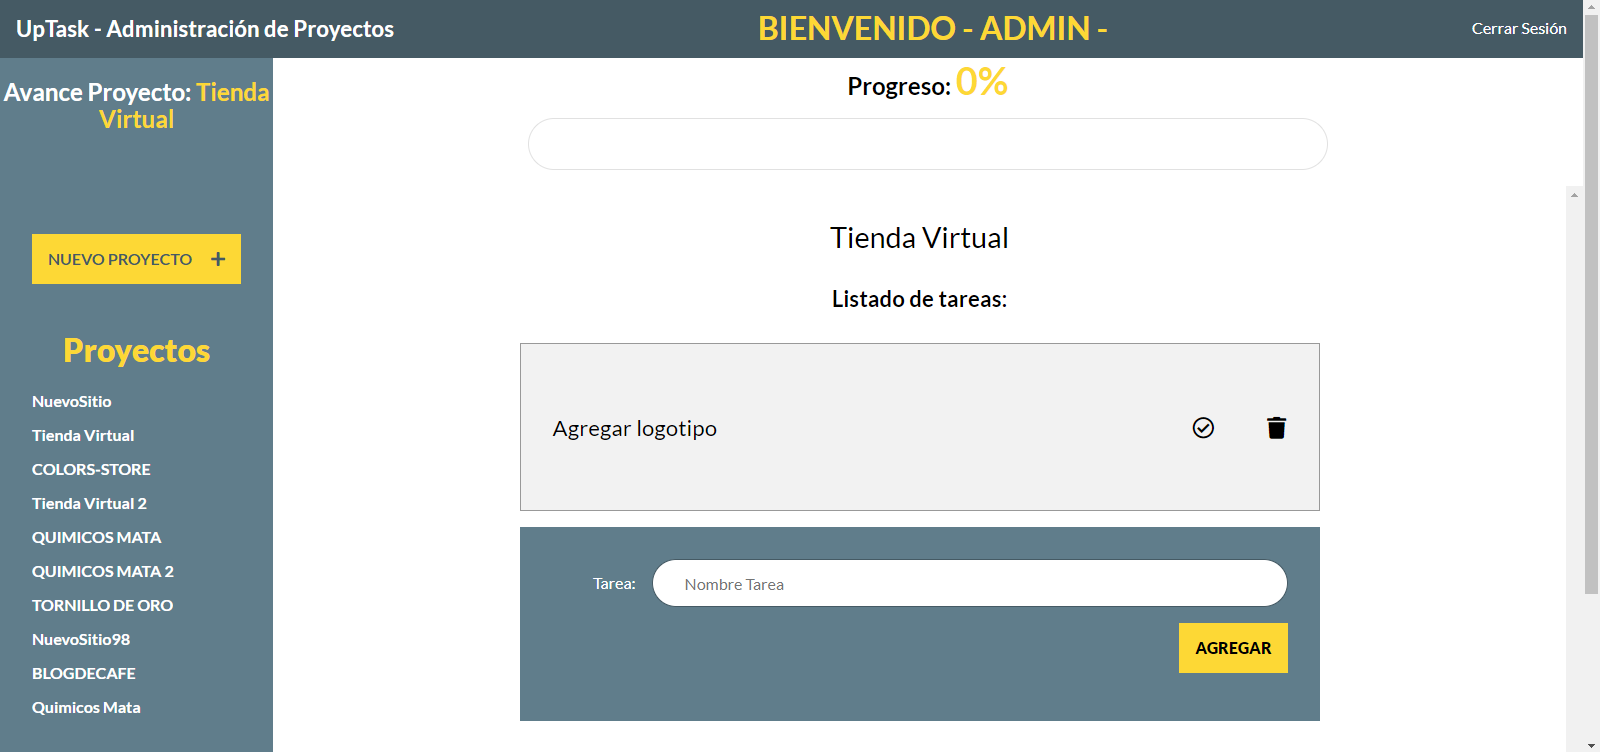 UpTask - Administración de Proyectos
BIENVENIDO - ADMIN -
Cerrar Sesión
Avance Proyecto: Tienda
Virtual
NUEVO PROYECTO +
Proyectos
NuevoSitio
Tienda Virtual
COLORS-STORE
Tienda Virtual 2
QUIMICOS MATA
QUIMICOS MATA 2
TORNILLO DE ORO
NuevoSitio98
BLOGDECAFE
Quimicos Mata
Progreso: 0%
Tienda Virtual
Listado de tareas:
Agregar logotipo
Tarea: Nombre Tarea
AGREGAR